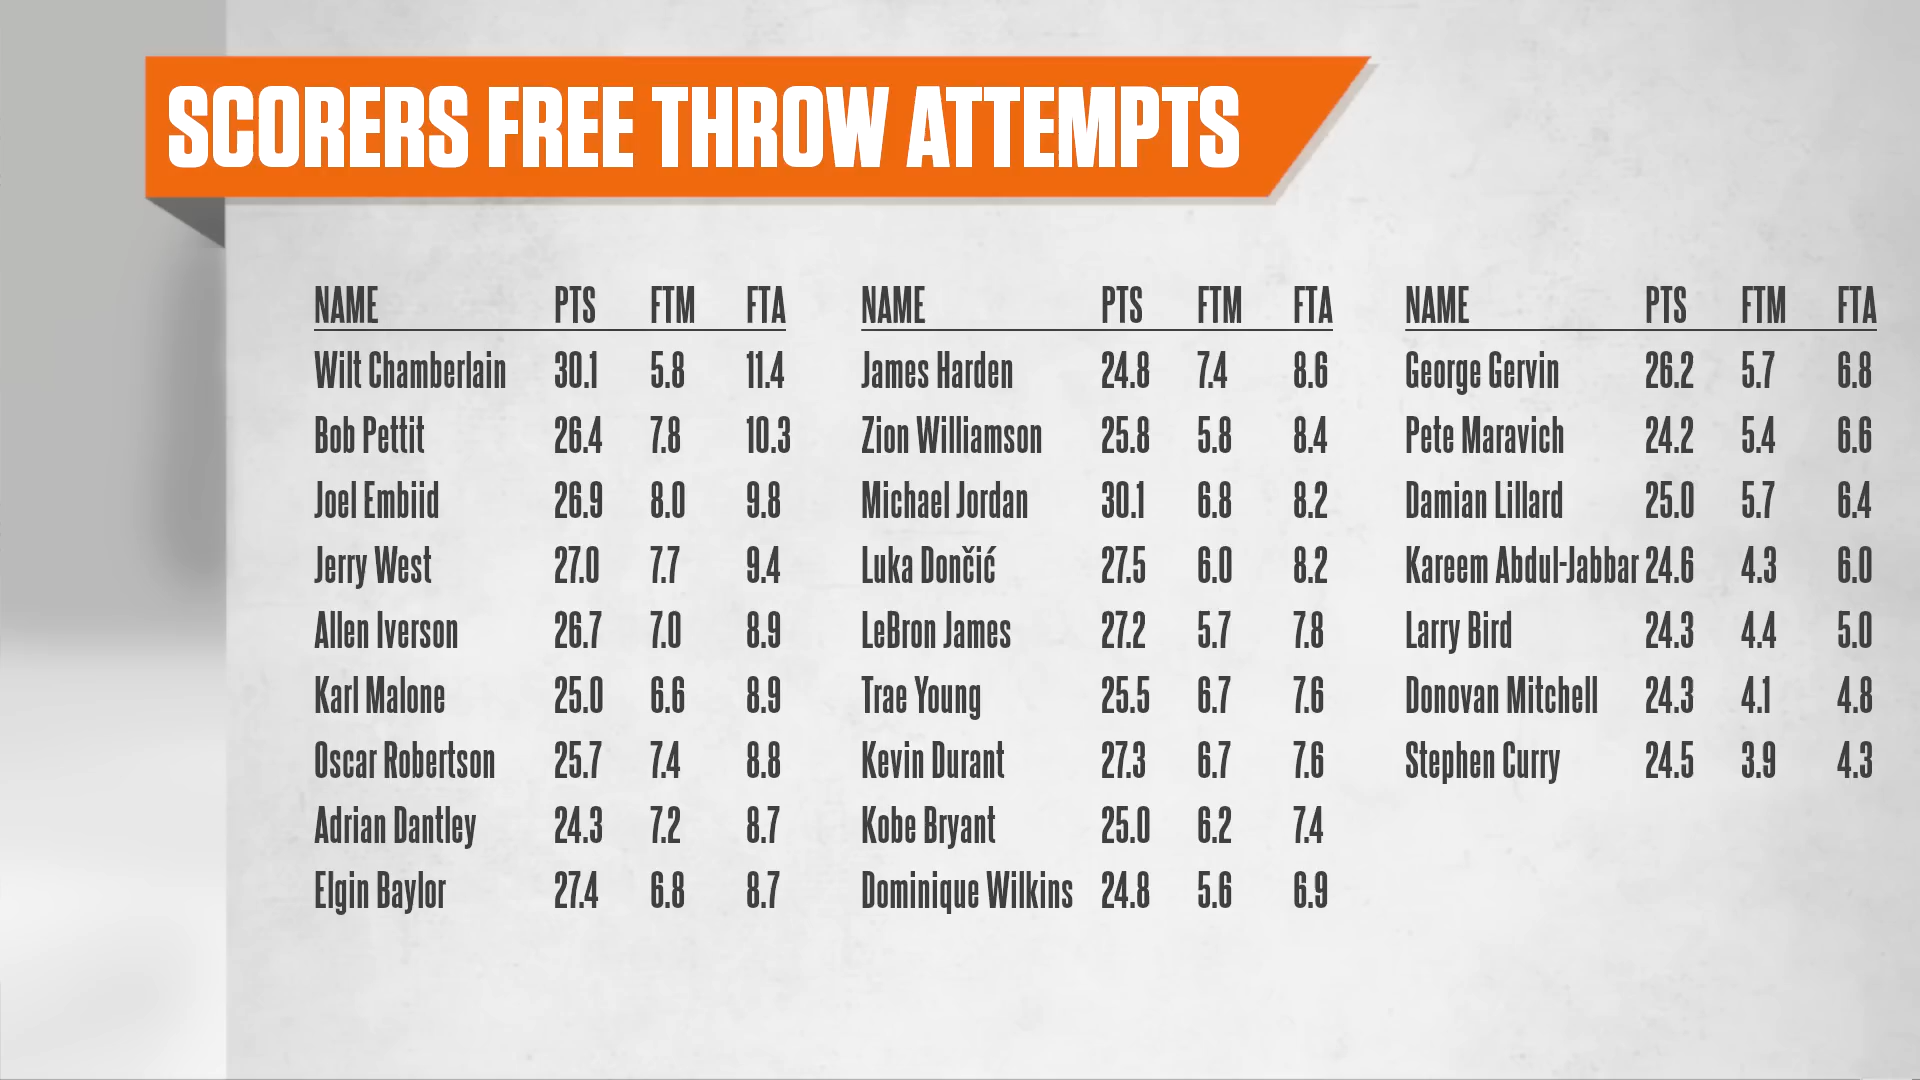 SCORERS FREE THROW ATTEMPTS
NAME PTS FTM FTA
Wilt Chamberlain 30.1 5.8 11.4
Bob Pettit 26.4 7.8 10.3
Joel Embiid 26.9 8.0 9.8
Jerry West 27.0 7.7 9.4
Allen Iverson 26.7 7.0 8.9
Karl Malone 25.0 6.6 8.9
Oscar Robertson 25.7 7.4 8.8
Adrian Dantley 24.3 7.2 8.7
Elgin Baylor 27.4 6.8 8.7
NAME PTS FTM FTA
James Harden 24.8 7.4 8.6
Zion Williamson 25.8 5.8 8.4
Michael Jordan 30.1 6.8 8.2
Luka Dončić 27.5 6.0 8.2
LeBron James 27.2 5.7 7.8
Trae Young 25.5 6.7 7.6
Kevin Durant 27.3 6.7 7.6
Kobe Bryant 25.0 6.2 7.4
Dominique Wilkins 24.8 5.6 6.9
NAME PTS FTM FTA
George Gervin 26.2 5.7 6.8
Pete Maravich 24.2 5.4 6.6
Damian Lillard 25.0 5.7 6.4
Kareem Abdul-Jabbar 24.6 4.3 6.0
Larry Bird 24.3 4.4 5.0
Donovan Mitchell 24.3 4.1 4.8
Stephen Curry 24.5 3.9 4.3